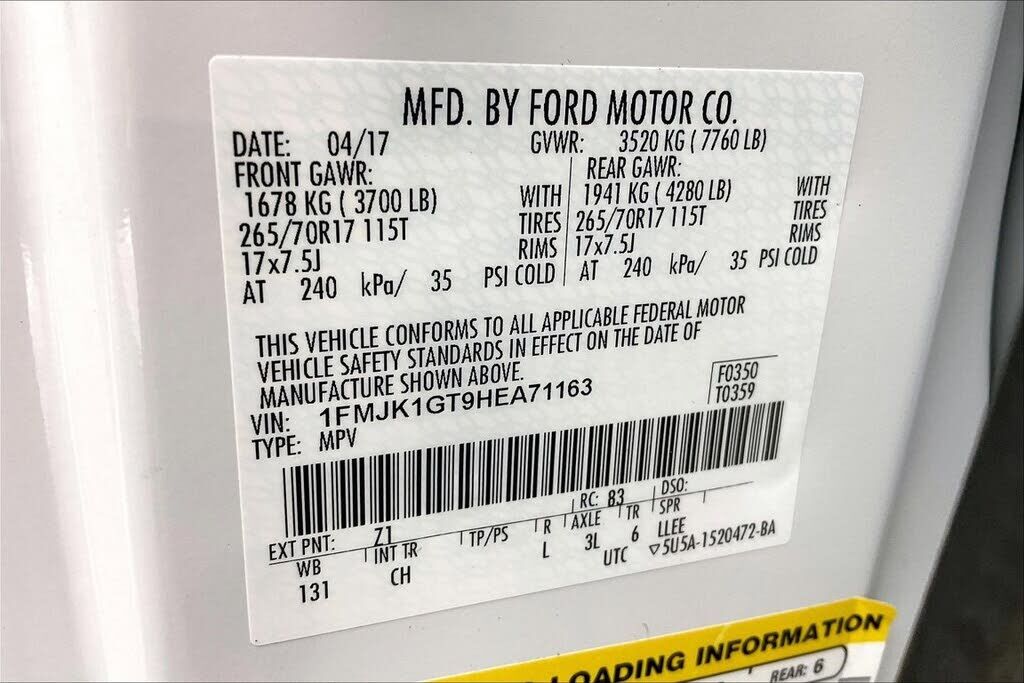 MFD. BY FORD MOTOR CO.
DATE: 04/17 GVWR: 3520 KG ( 7760 LB)
FRONT GAWR: REAR GAWR:
1678 KG ( 3700 LB) WITH 1941 KG ( 4280 LB) WITH
265/70R17 115T TIRES 265/70R17 115T TIRES
17x7.5J RIMS 17x7.5J RIMS
AT 240 kPa/ 35 PSI COLD AT 240 kPa/ 35 PSI COLD
THIS VEHICLE CONFORMS TO ALL APPLICABLE FEDERAL MOTOR
VEHICLE SAFETY STANDARDS IN EFFECT ON THE DATE OF
MANUFACTURE SHOWN ABOVE.
F0350
VIN: 1FMJK1GT9HEA71163
T0359
TYPE: MPV
EXT PNT: Z1 RC: 83 DSO:
WB INT TR TP/PS R AXLE TR SPR
131 CH L 3L 6 LLEE
UTC ▽5U5A-1520472-BA
LOADING INFORMATION
REAR: 6